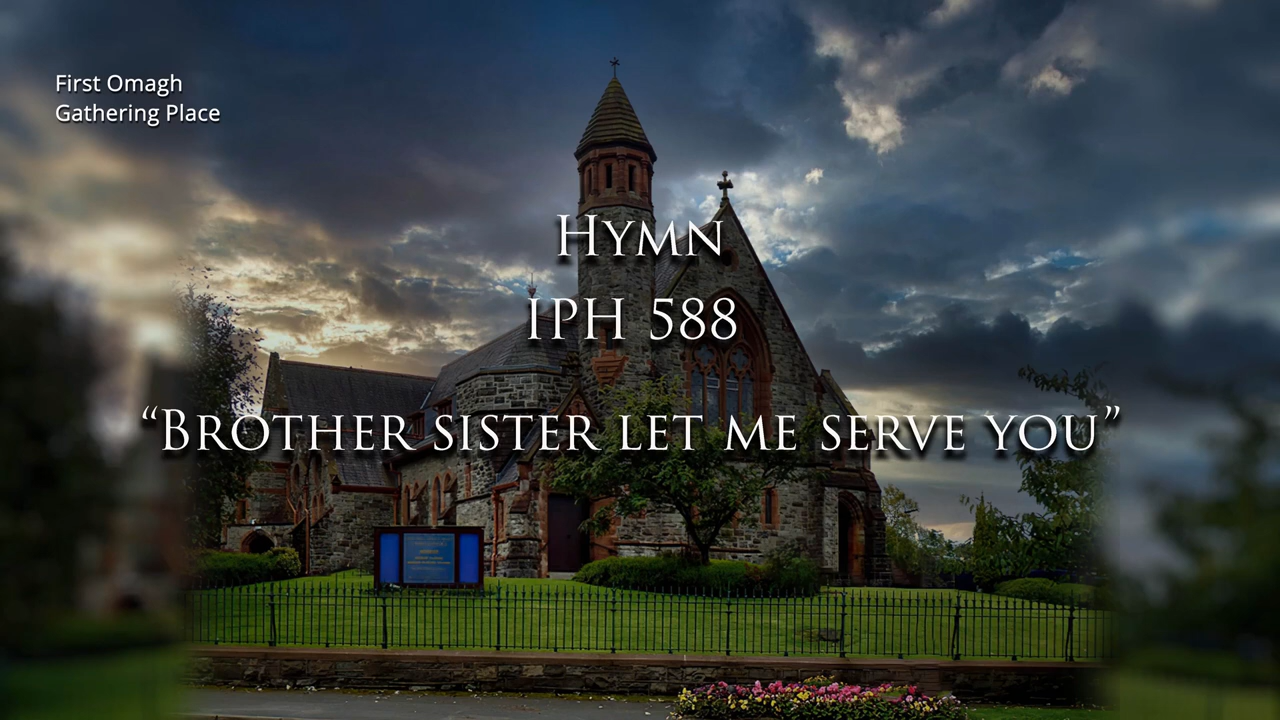 First Omagh
Gathering Place
Hymn
IPH 588
“Brother sister let me serve you”